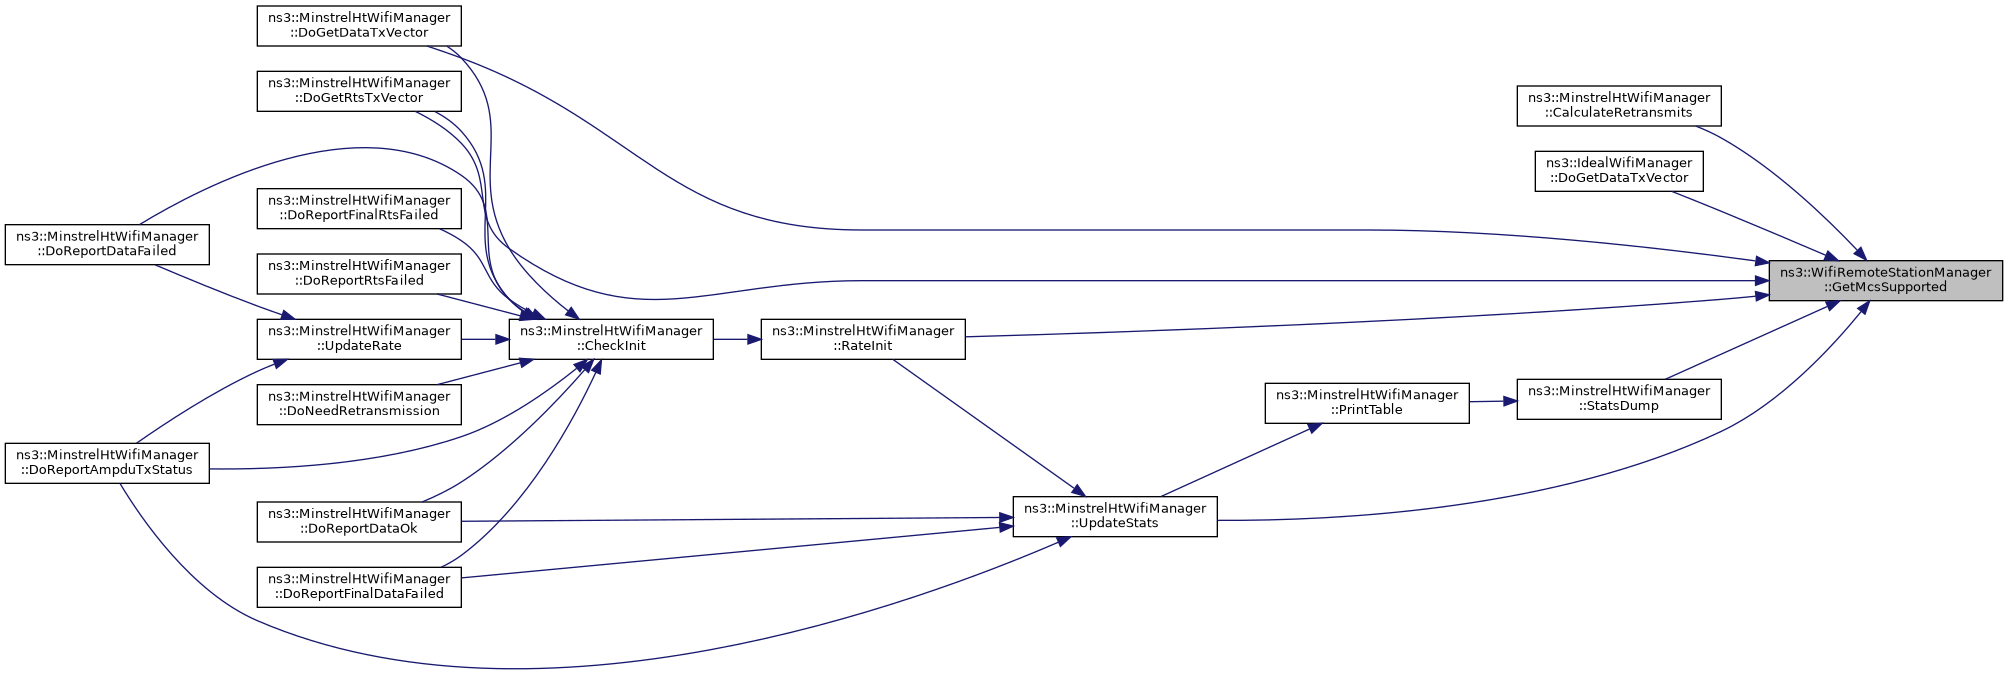 ns3::MinstrelHtWifiManager
::DoGetDataTxVector
ns3::MinstrelHtWifiManager
::DoGetRtsTxVector
ns3::MinstrelHtWifiManager
::CalculateRetransmits
ns3::IdealWifiManager
::DoGetDataTxVector
ns3::MinstrelHtWifiManager
::DoReportFinalRtsFailed
ns3::MinstrelHtWifiManager
::DoReportDataFailed
ns3::MinstrelHtWifiManager
::DoReportRtsFailed
ns3::WifiRemoteStationManager
::GetMcsSupported
ns3::MinstrelHtWifiManager
::UpdateRate
ns3::MinstrelHtWifiManager
::CheckInit
ns3::MinstrelHtWifiManager
::RateInit
ns3::MinstrelHtWifiManager
::DoNeedRetransmission
ns3::MinstrelHtWifiManager
::PrintTable
ns3::MinstrelHtWifiManager
::StatsDump
ns3::MinstrelHtWifiManager
::DoReportAmpduTxStatus
ns3::MinstrelHtWifiManager
::DoReportDataOk
ns3::MinstrelHtWifiManager
::UpdateStats
ns3::MinstrelHtWifiManager
::DoReportFinalDataFailed